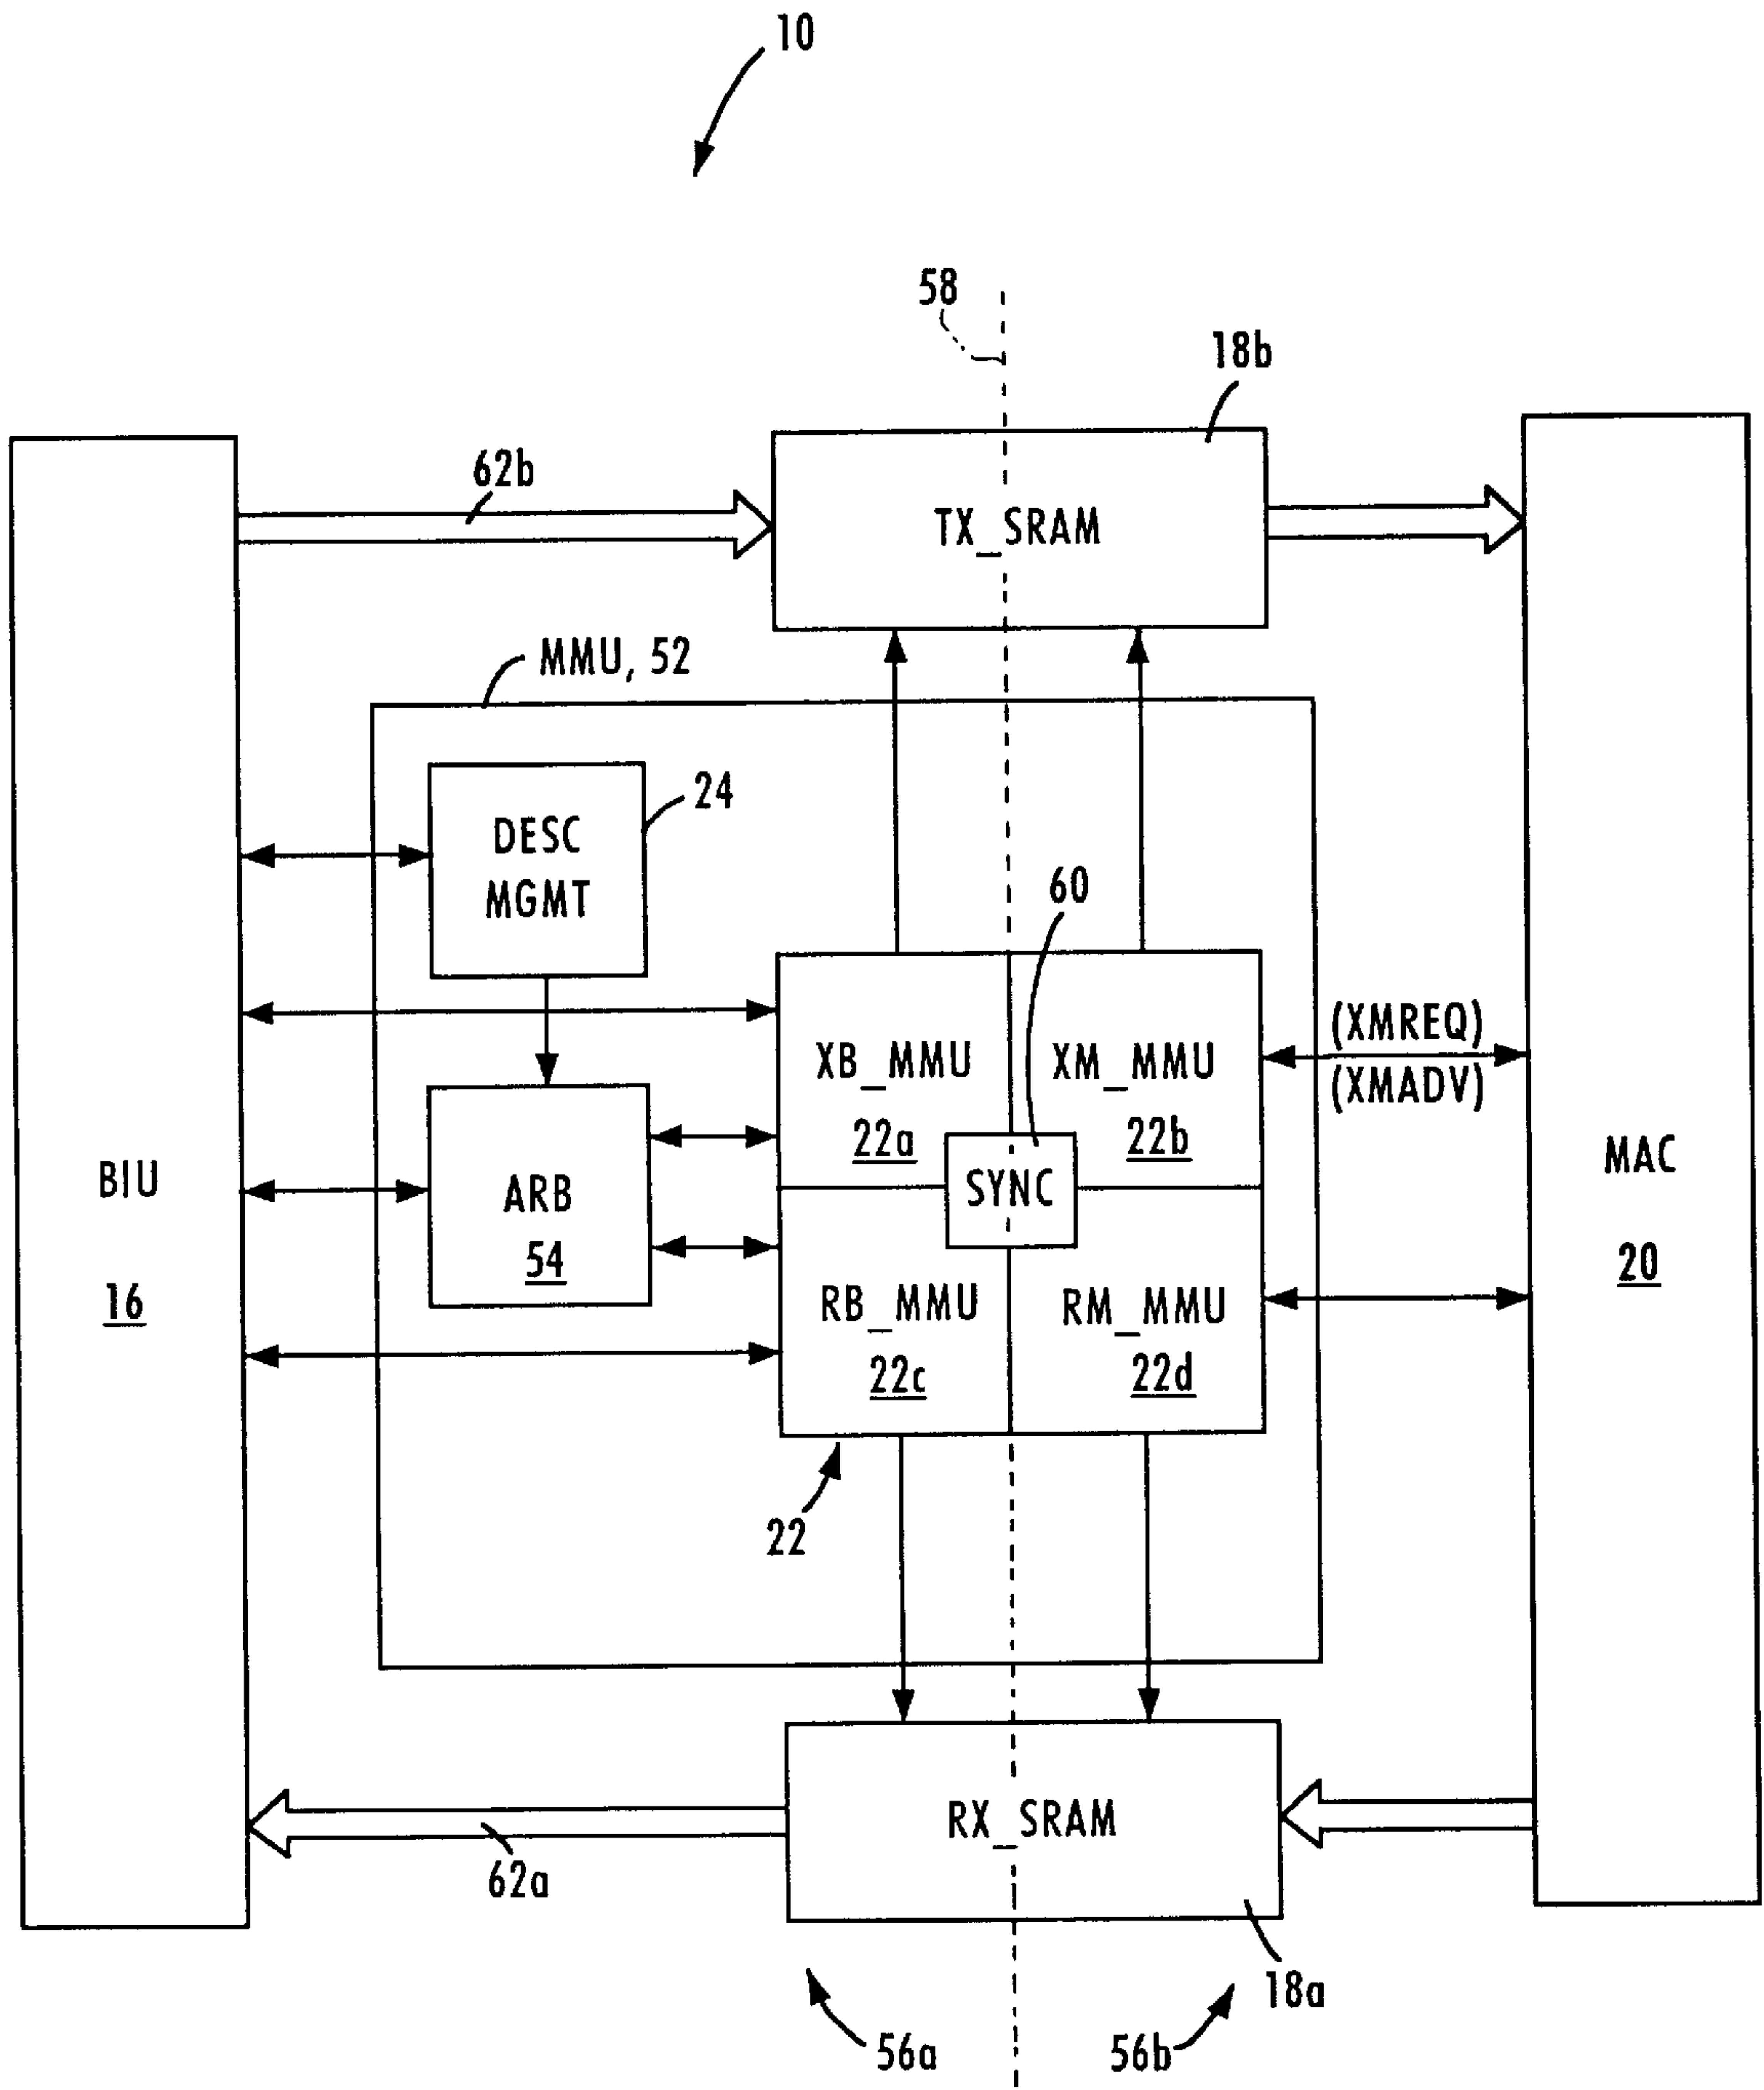 10
58
18b
62b
TX_SRAM
MMU, 52
24
DESC
MGMT
60
XB_MMU
22a
XM_MMU
22b
(XMREQ)
(XMADV)
SYNC
BIU
16
ARB
54
MAC
20
RB_MMU
22c
RM_MMU
22d
22
RX_SRAM
62a
18a
56a
56b